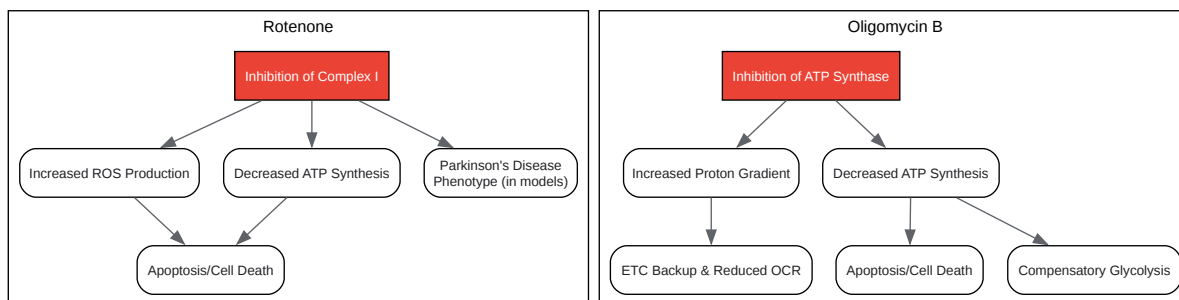 Rotenone
Inhibition of Complex I
Increased ROS Production
Decreased ATP Synthesis
Parkinson's Disease
Phenotype (in models)
Apoptosis/Cell Death
Oligomycin B
Inhibition of ATP Synthase
Increased Proton Gradient
Decreased ATP Synthesis
ETC Backup & Reduced OCR
Apoptosis/Cell Death
Compensatory Glycolysis